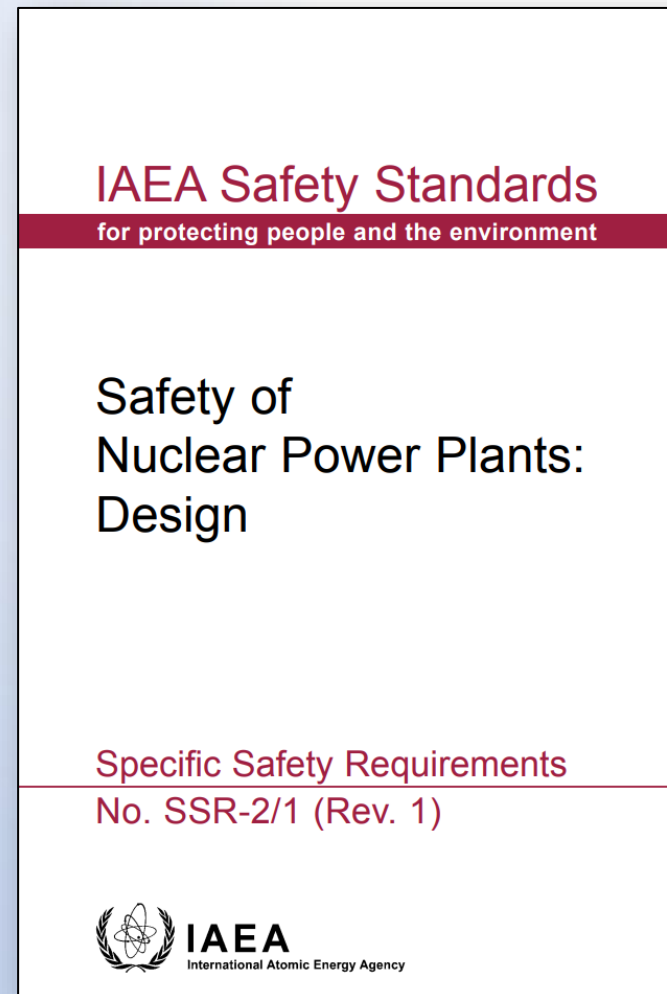 IAEA Safety Standards
for protecting people and the environment
Safety of
Nuclear Power Plants:
Design
Specific Safety Requirements
No. SSR-2/1 (Rev. 1)
IAEA
International Atomic Energy Agency